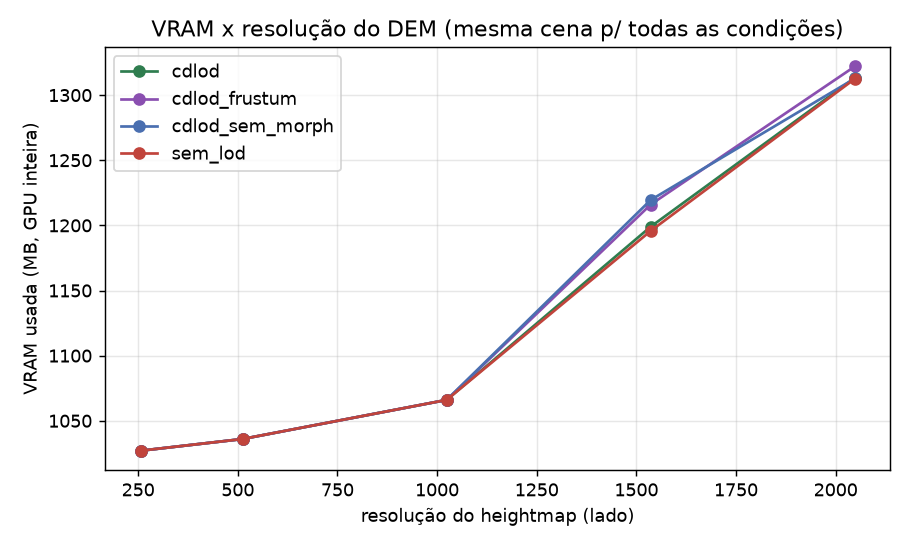 VRAM x resolução do DEM (mesma cena p/ todas as condições)
cdlod
cdlod_frustum
cdlod_sem_morph
sem_lod
VRAM usada (MB, GPU inteira)
1300
1250
1200
1150
1100
1050
250 500 750 1000 1250 1500 1750 2000
resolução do heightmap (lado)